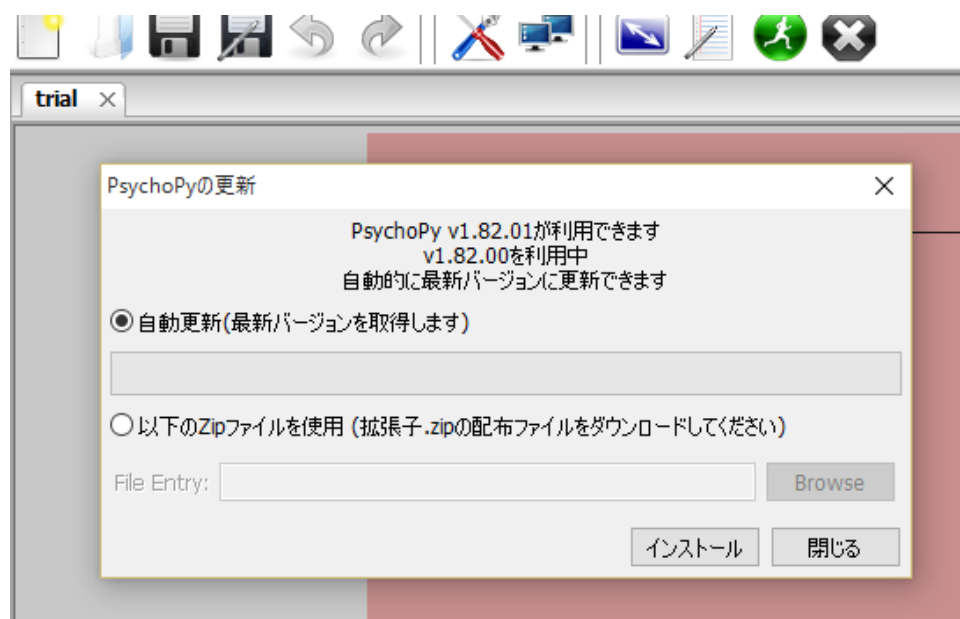 trial
PsychoPyの更新
PsychoPy v1.82.01が利用できます
v1.82.00を利用中
自動的に最新バージョンに更新できます
自動更新(最新バージョンを取得します)
以下のZipファイルを使用 (拡張子.zipの配布ファイルをダウンロードしてください)
File Entry:
Browse
インストール
閉じる